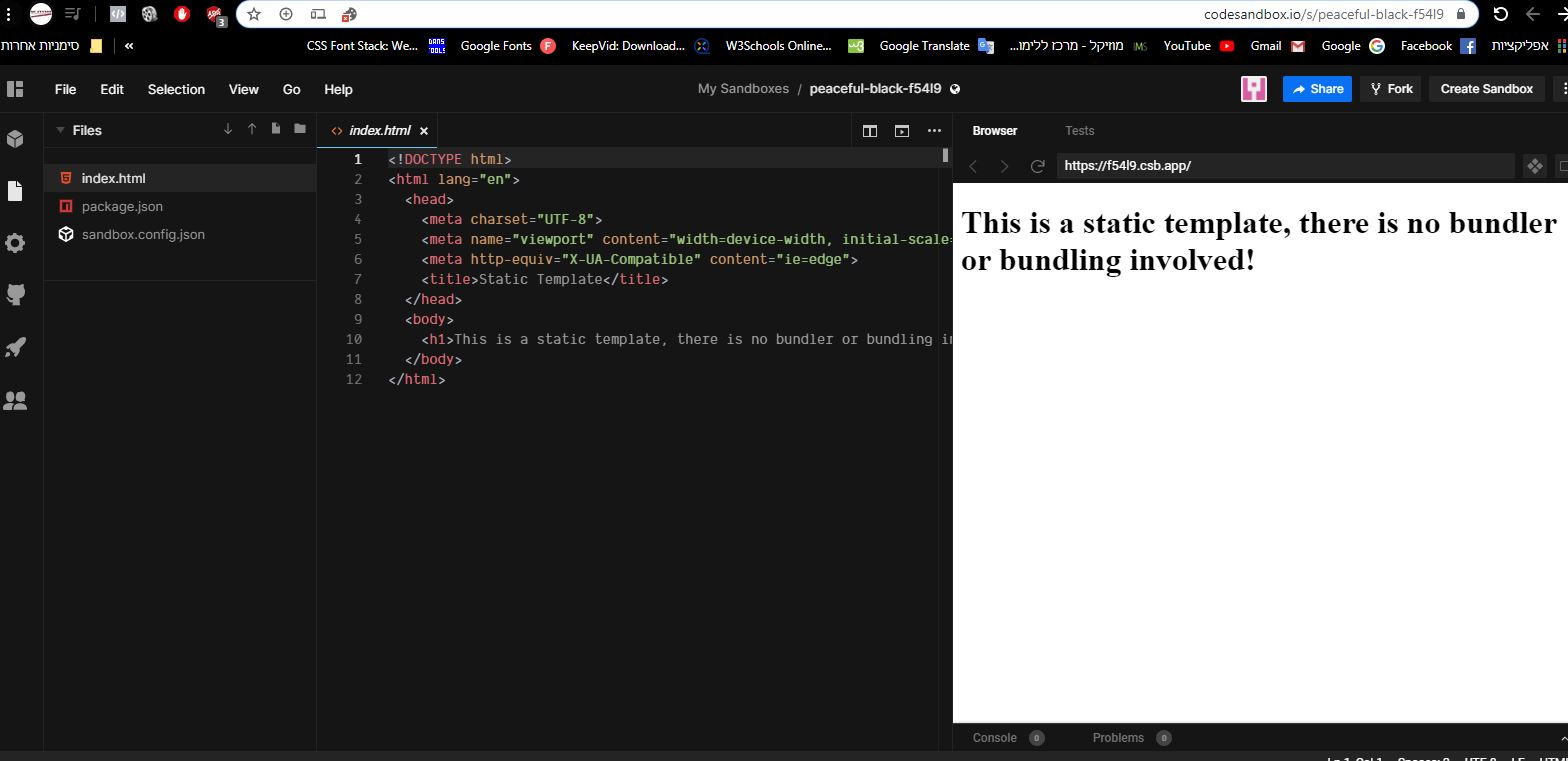 codesandbox.io/s/peaceful-black-f54l9
3
סימניות אחרות
«
CSS Font Stack: We...
Google Fonts
KeepVid: Download...
W3Schools Online...
Google Translate
מוזיקל - מרכז ללימו...
YouTube
Gmail
Google
Facebook
אפליקציות
File Edit Selection View Go Help
My Sandboxes / peaceful-black-f54l9
Share
Fork
Create Sandbox
Files
index.html
package.json
sandbox.config.json
index.html ×
1 <!DOCTYPE html>
2 <html lang="en">
3 <head>
4 <meta charset="UTF-8">
5 <meta name="viewport" content="width=device-width, initial-scale=
6 <meta http-equiv="X-UA-Compatible" content="ie=edge">
7 <title>Static Template</title>
8 </head>
9 <body>
10 <h1>This is a static template, there is no bundler or bundling
11 </body>
12 </html>
Browser Tests
https://f54l9.csb.app/
This is a static template, there is no bundler
or bundling involved!
Console 0 Problems 0